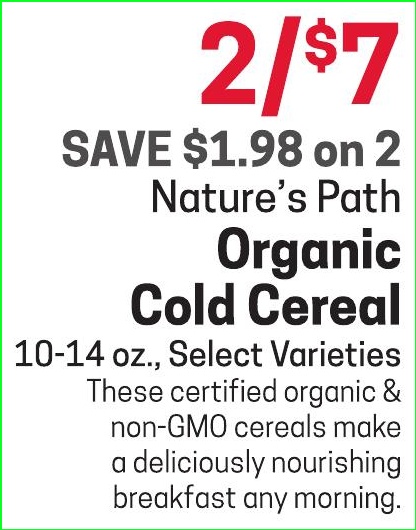 2/$7
SAVE $1.98 on 2
Nature's Path
Organic
Cold Cereal
10-14 oz., Select Varieties
These certified organic &
non-GMO cereals make
a deliciously nourishing
breakfast any morning.